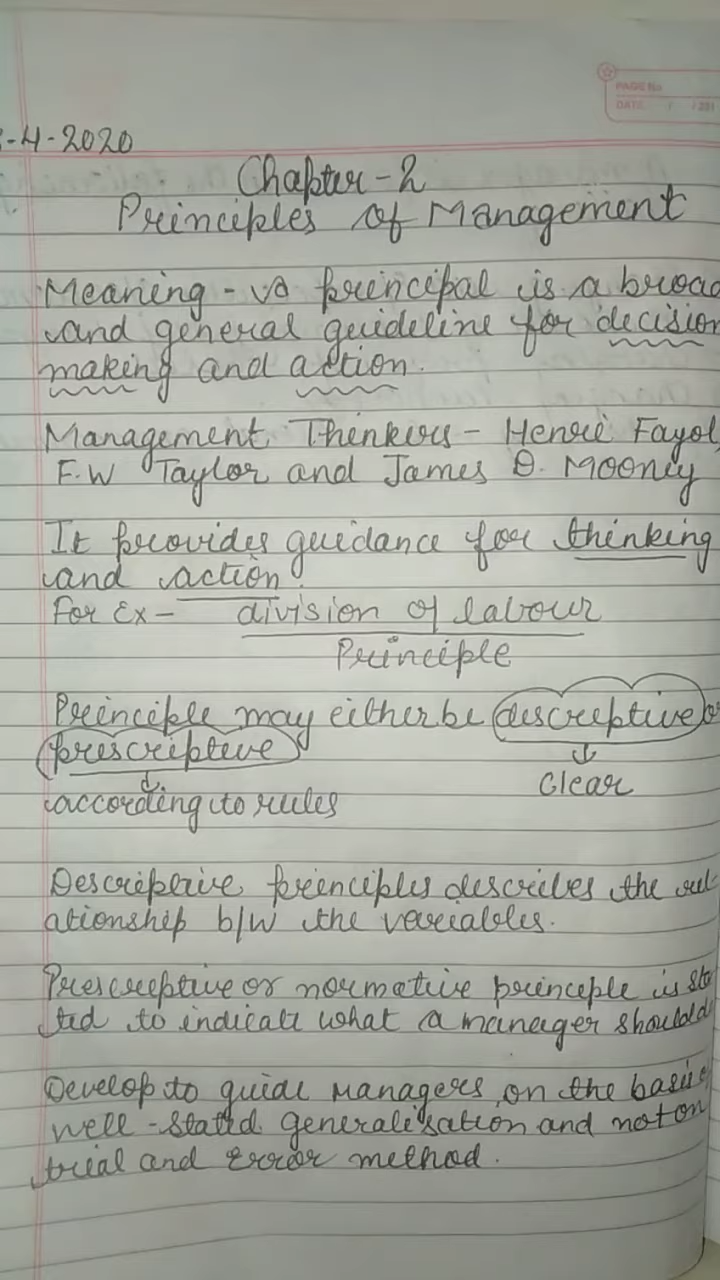 PAGE No
DATE
-4-2020
Chapter-2
Principles of Management
Meaning - principal is a broad
and general guideline for decision
making and action.
Management Thinkers - Henri Fayol,
F.W Taylor and James D. Mooney
It provides guidance for thinking
and action.
For Ex- division of labour
Principle
Principle may either be descriptive or
prescriptive
Clear
according to rules
Descriptive principles describes the rel
ationship b/w the variables.
Prescriptive or normative principle is sta
ted to indicate what a manager should d
Develop to guide managers on the basis
well-stated generalisation and not on
trial and error method.